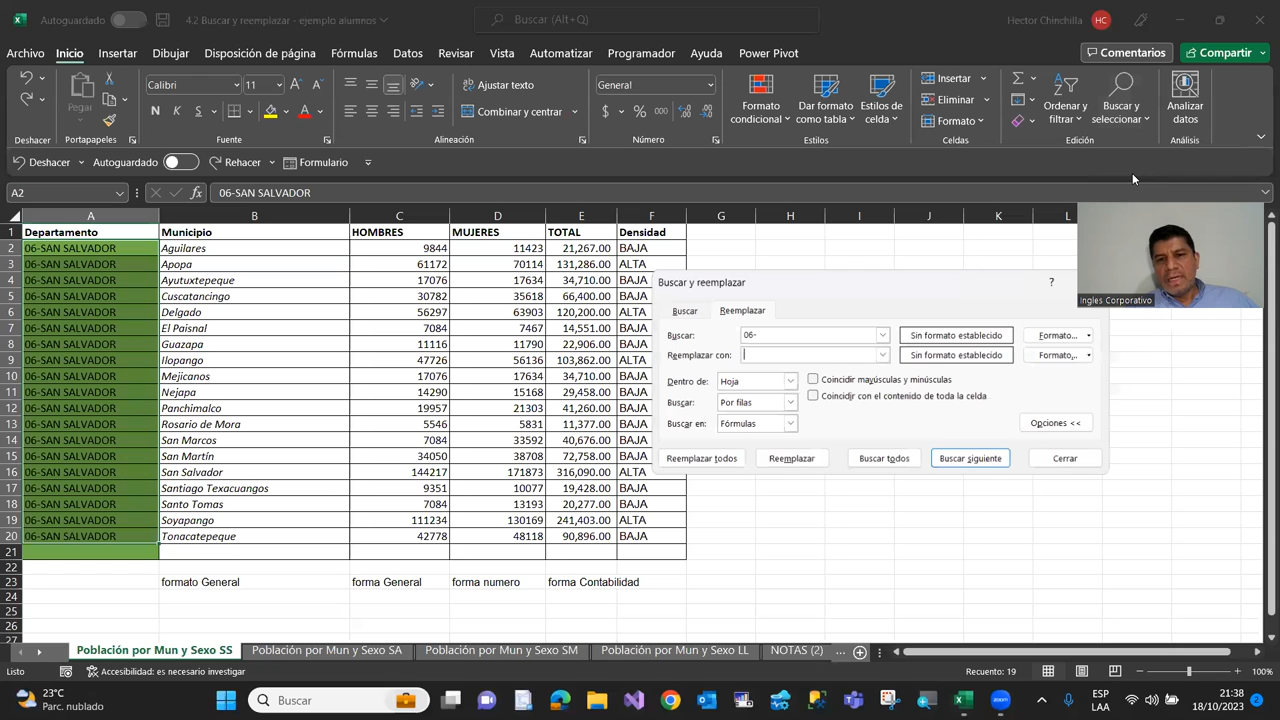 Autoguardado 4.2 Buscar y reemplazar - ejemplo alumnos Buscar (Alt+Q) Hector Chinchilla HC
Archivo Inicio Insertar Dibujar Disposición de página Fórmulas Datos Revisar Vista Automatizar Programador Ayuda Power Pivot Comentarios Compartir
Pegar Calibri 11 Ajustar texto General Formato condicional Dar formato como tabla Estilos de celda Insertar Ordenar y filtrar Buscar y seleccionar Analizar datos
N K S Combinar y centrar $ % 000 Eliminar
Formato
Deshacer Portapapeles Fuente Alineación Número Estilos Celdas Edición Análisis
Deshacer Autoguardado Rehacer Formulario
A2 fx 06-SAN SALVADOR
A B C D E F G H I J K L
1 Departamento Municipio HOMBRES MUJERES TOTAL Densidad
2 06-SAN SALVADOR Aguilares 9844 11423 21,267.00 BAJA
3 06-SAN SALVADOR Apopa 61172 70114 131,286.00 ALTA
4 06-SAN SALVADOR Ayutuxtepeque 17076 17634 34,710.00 BAJA
5 06-SAN SALVADOR Cuscatancingo 30782 35618 66,400.00 BAJA
6 06-SAN SALVADOR Delgado 56297 63903 120,200.00 ALTA
7 06-SAN SALVADOR El Paisnal 7084 7467 14,551.00 BAJA
8 06-SAN SALVADOR Guazapa 11116 11790 22,906.00 BAJA
9 06-SAN SALVADOR Ilopango 47726 56136 103,862.00 ALTA
10 06-SAN SALVADOR Mejicanos 17076 17634 34,710.00 BAJA
11 06-SAN SALVADOR Nejapa 14290 15168 29,458.00 BAJA
12 06-SAN SALVADOR Panchimalco 19957 21303 41,260.00 BAJA
13 06-SAN SALVADOR Rosario de Mora 5546 5831 11,377.00 BAJA
14 06-SAN SALVADOR San Marcos 7084 33592 40,676.00 BAJA
15 06-SAN SALVADOR San Martín 34050 38708 72,758.00 BAJA
16 06-SAN SALVADOR San Salvador 144217 171873 316,090.00 ALTA
17 06-SAN SALVADOR Santiago Texacuangos 9351 10077 19,428.00 BAJA
18 06-SAN SALVADOR Santo Tomas 7084 13193 20,277.00 BAJA
19 06-SAN SALVADOR Soyapango 111234 130169 241,403.00 ALTA
20 06-SAN SALVADOR Tonacatepeque 42778 48118 90,896.00 BAJA
21
22
23 formato General forma General forma numero forma Contabilidad
24
25
26
27
Ingles Corporativo
Buscar y reemplazar ?
Buscar Reemplazar
Buscar: 06- Sin formato establecido Formato...
Reemplazar con: Sin formato establecido Formato...
Dentro de: Hoja Coincidir mayúsculas y minúsculas
Coincidir con el contenido de toda la celda
Buscar: Por filas
Buscar en: Fórmulas Opciones <<
Reemplazar todos Reemplazar Buscar todos Buscar siguiente Cerrar
Población por Mun y Sexo SS Población por Mun y Sexo SA Población por Mun y Sexo SM Población por Mun y Sexo LL NOTAS (2) ...
Listo Accesibilidad: es necesario investigar Recuento: 19 100%
23°C
Parc. nublado
Buscar
ESP
LAA
21:38
18/10/2023